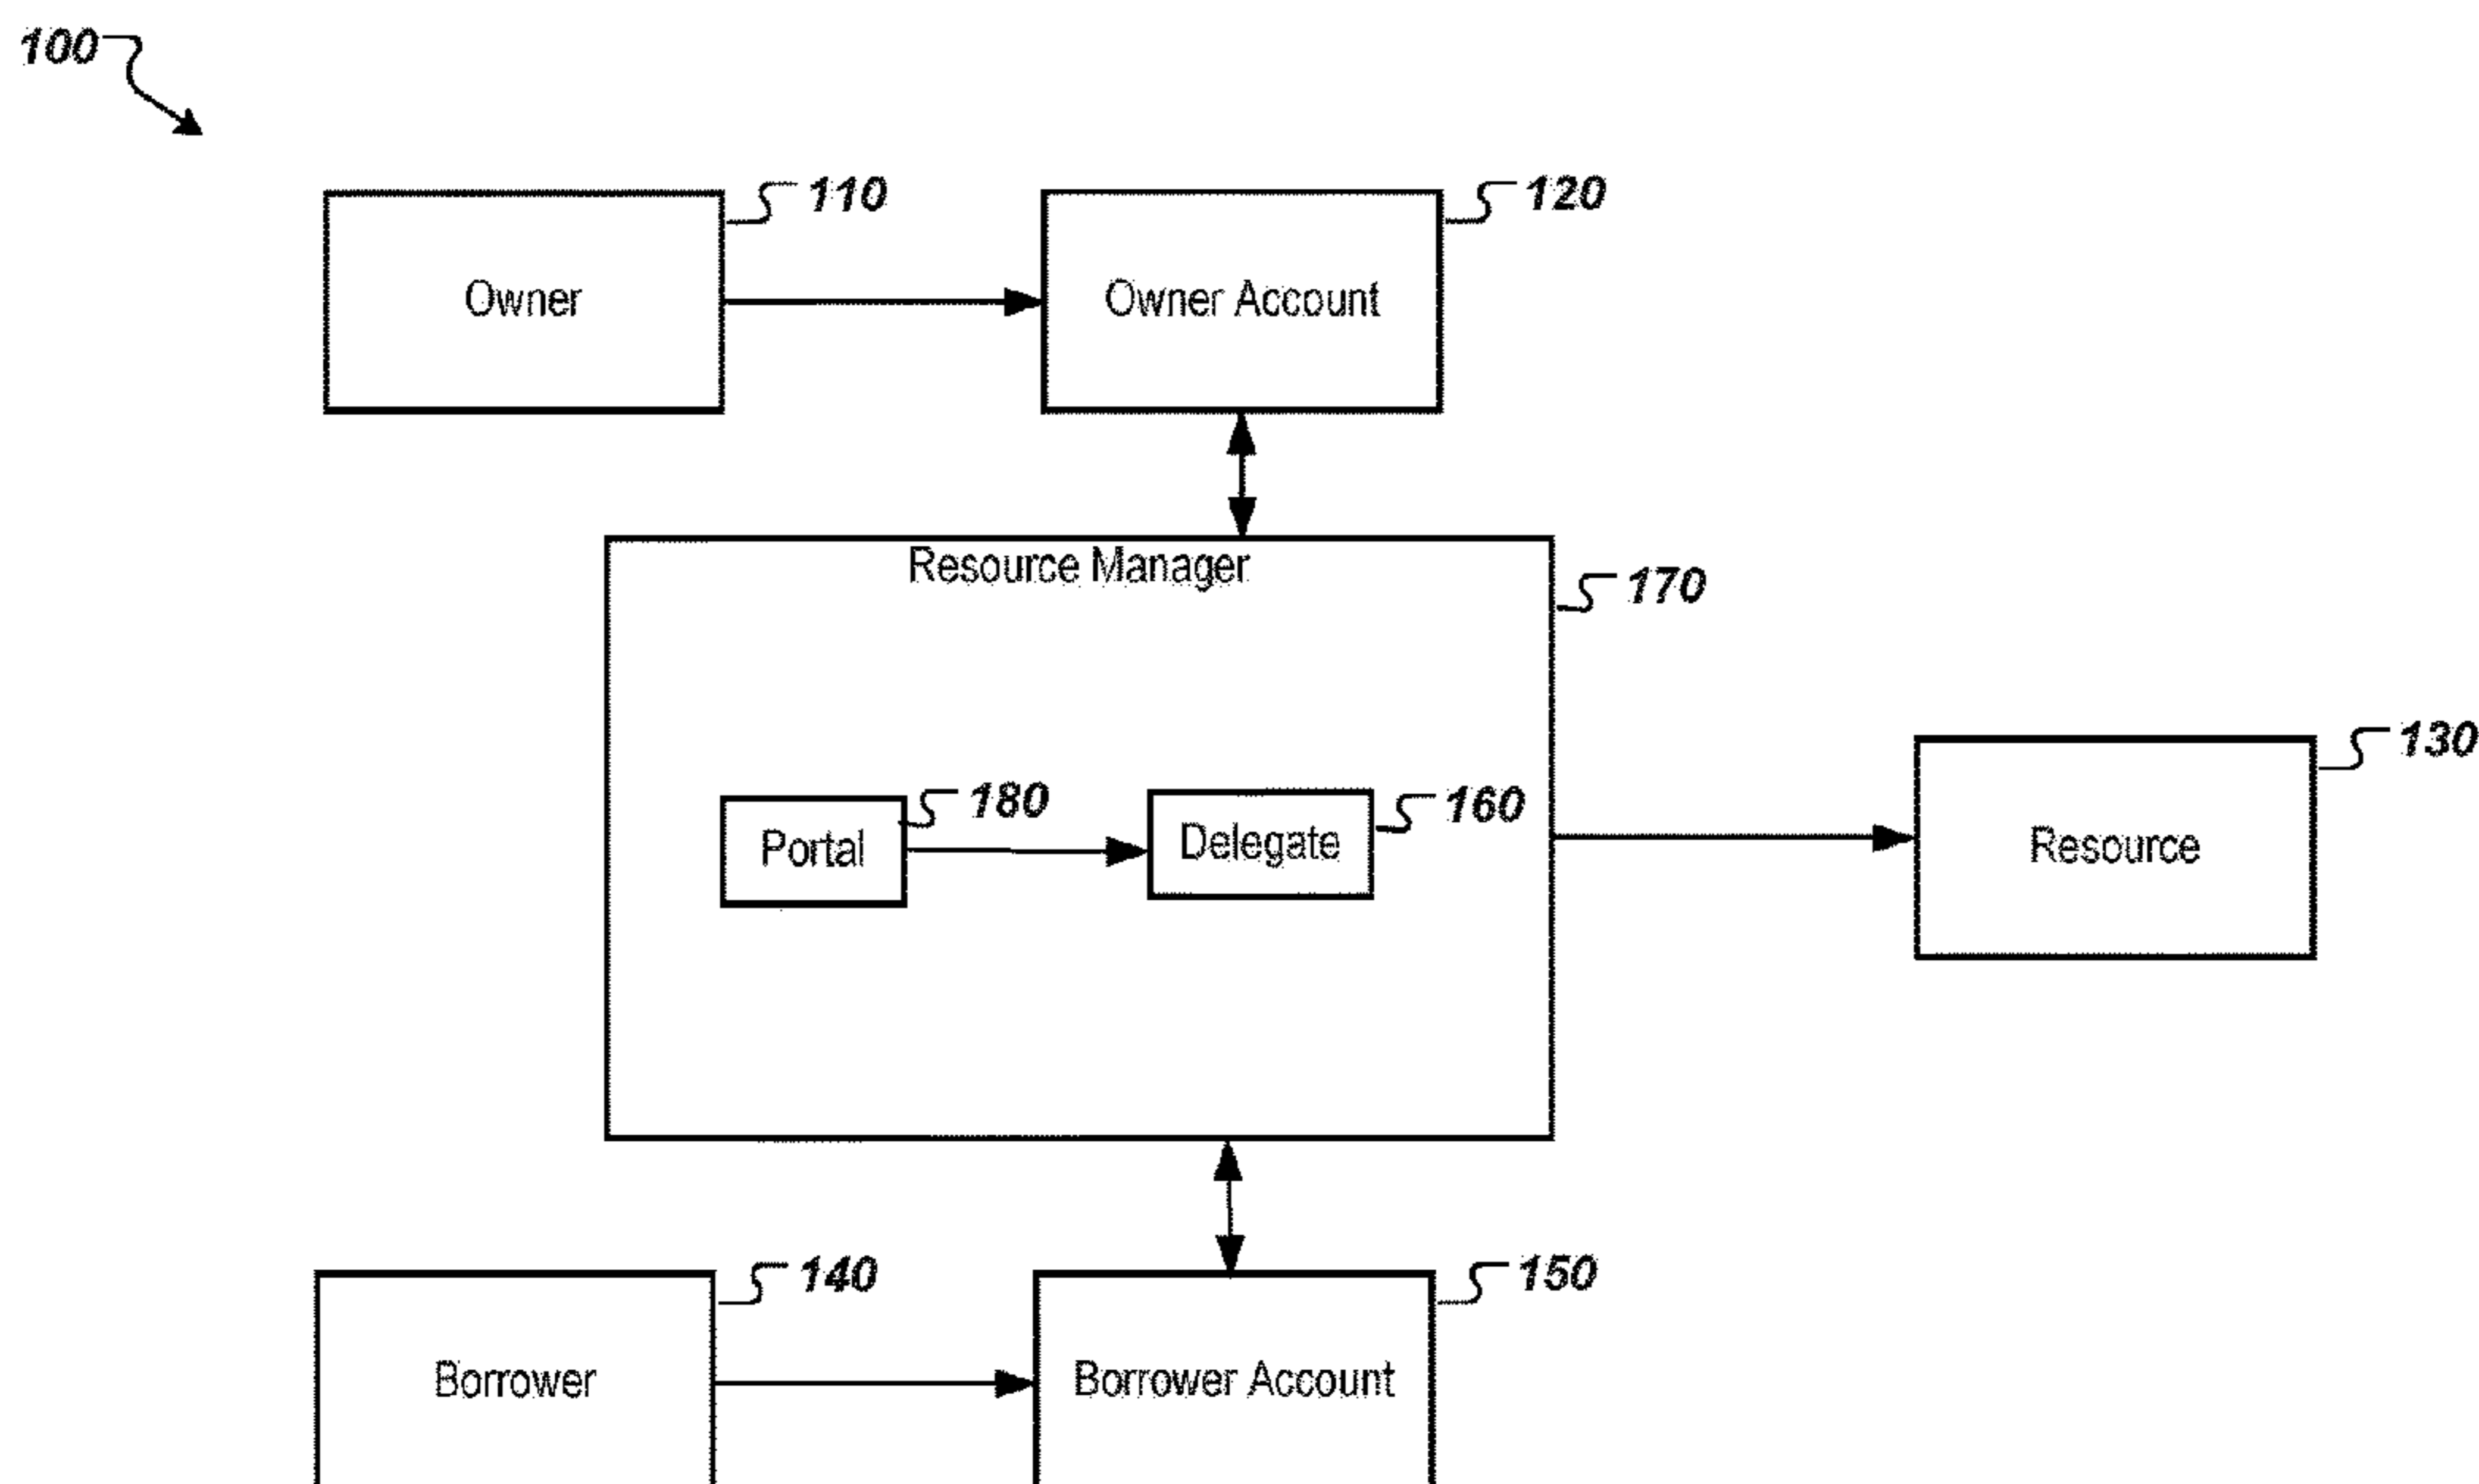 100
110
120
Owner
Owner Account
Resource Manager
170
130
180
160
Portal
Delegate
Resource
140
150
Borrower
Borrower Account